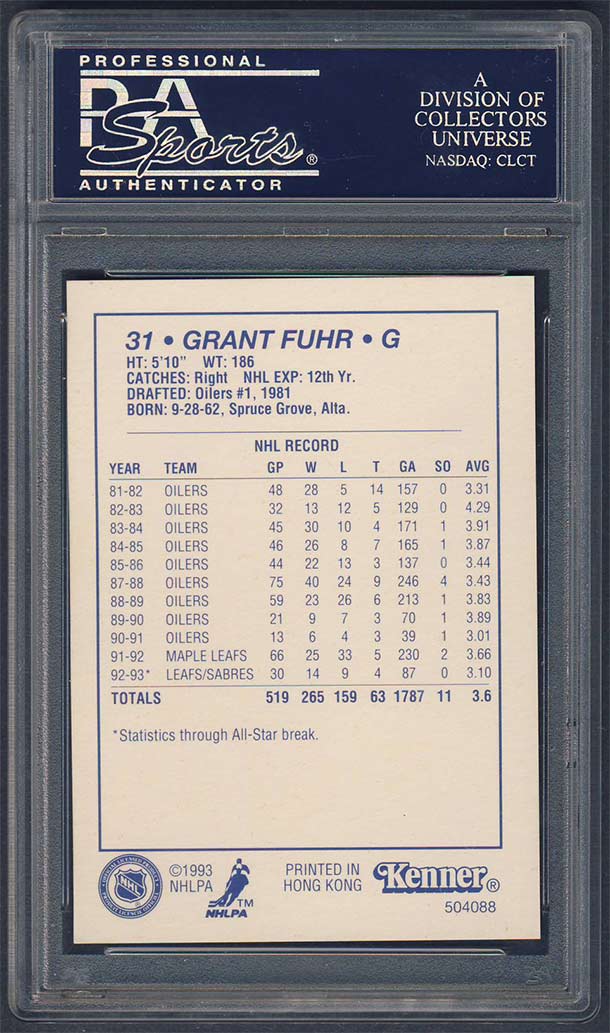 PROFESSIONAL
PSA
Sports®
AUTHENTICATOR
A
DIVISION OF
COLLECTORS
UNIVERSE
NASDAQ: CLCT
31 • GRANT FUHR • G
HT: 5'10" WT: 186
CATCHES: Right NHL EXP: 12th Yr.
DRAFTED: Oilers #1, 1981
BORN: 9-28-62, Spruce Grove, Alta.
NHL RECORD
YEAR TEAM GP W L T GA SO AVG
81-82 OILERS 48 28 5 14 157 0 3.31
82-83 OILERS 32 13 12 5 129 0 4.29
83-84 OILERS 45 30 10 4 171 1 3.91
84-85 OILERS 46 26 8 7 165 1 3.87
85-86 OILERS 44 22 13 3 137 0 3.44
87-88 OILERS 75 40 24 9 246 4 3.43
88-89 OILERS 59 23 26 6 213 1 3.83
89-90 OILERS 21 9 7 3 70 1 3.89
90-91 OILERS 13 6 4 3 39 1 3.01
91-92 MAPLE LEAFS 66 25 33 5 230 2 3.66
92-93* LEAFS/SABRES 30 14 9 4 87 0 3.10
TOTALS 519 265 159 63 1787 11 3.6
*Statistics through All-Star break.
NHL
©1993
NHLPA
TM
NHLPA
PRINTED IN
HONG KONG
Kenner®
504088